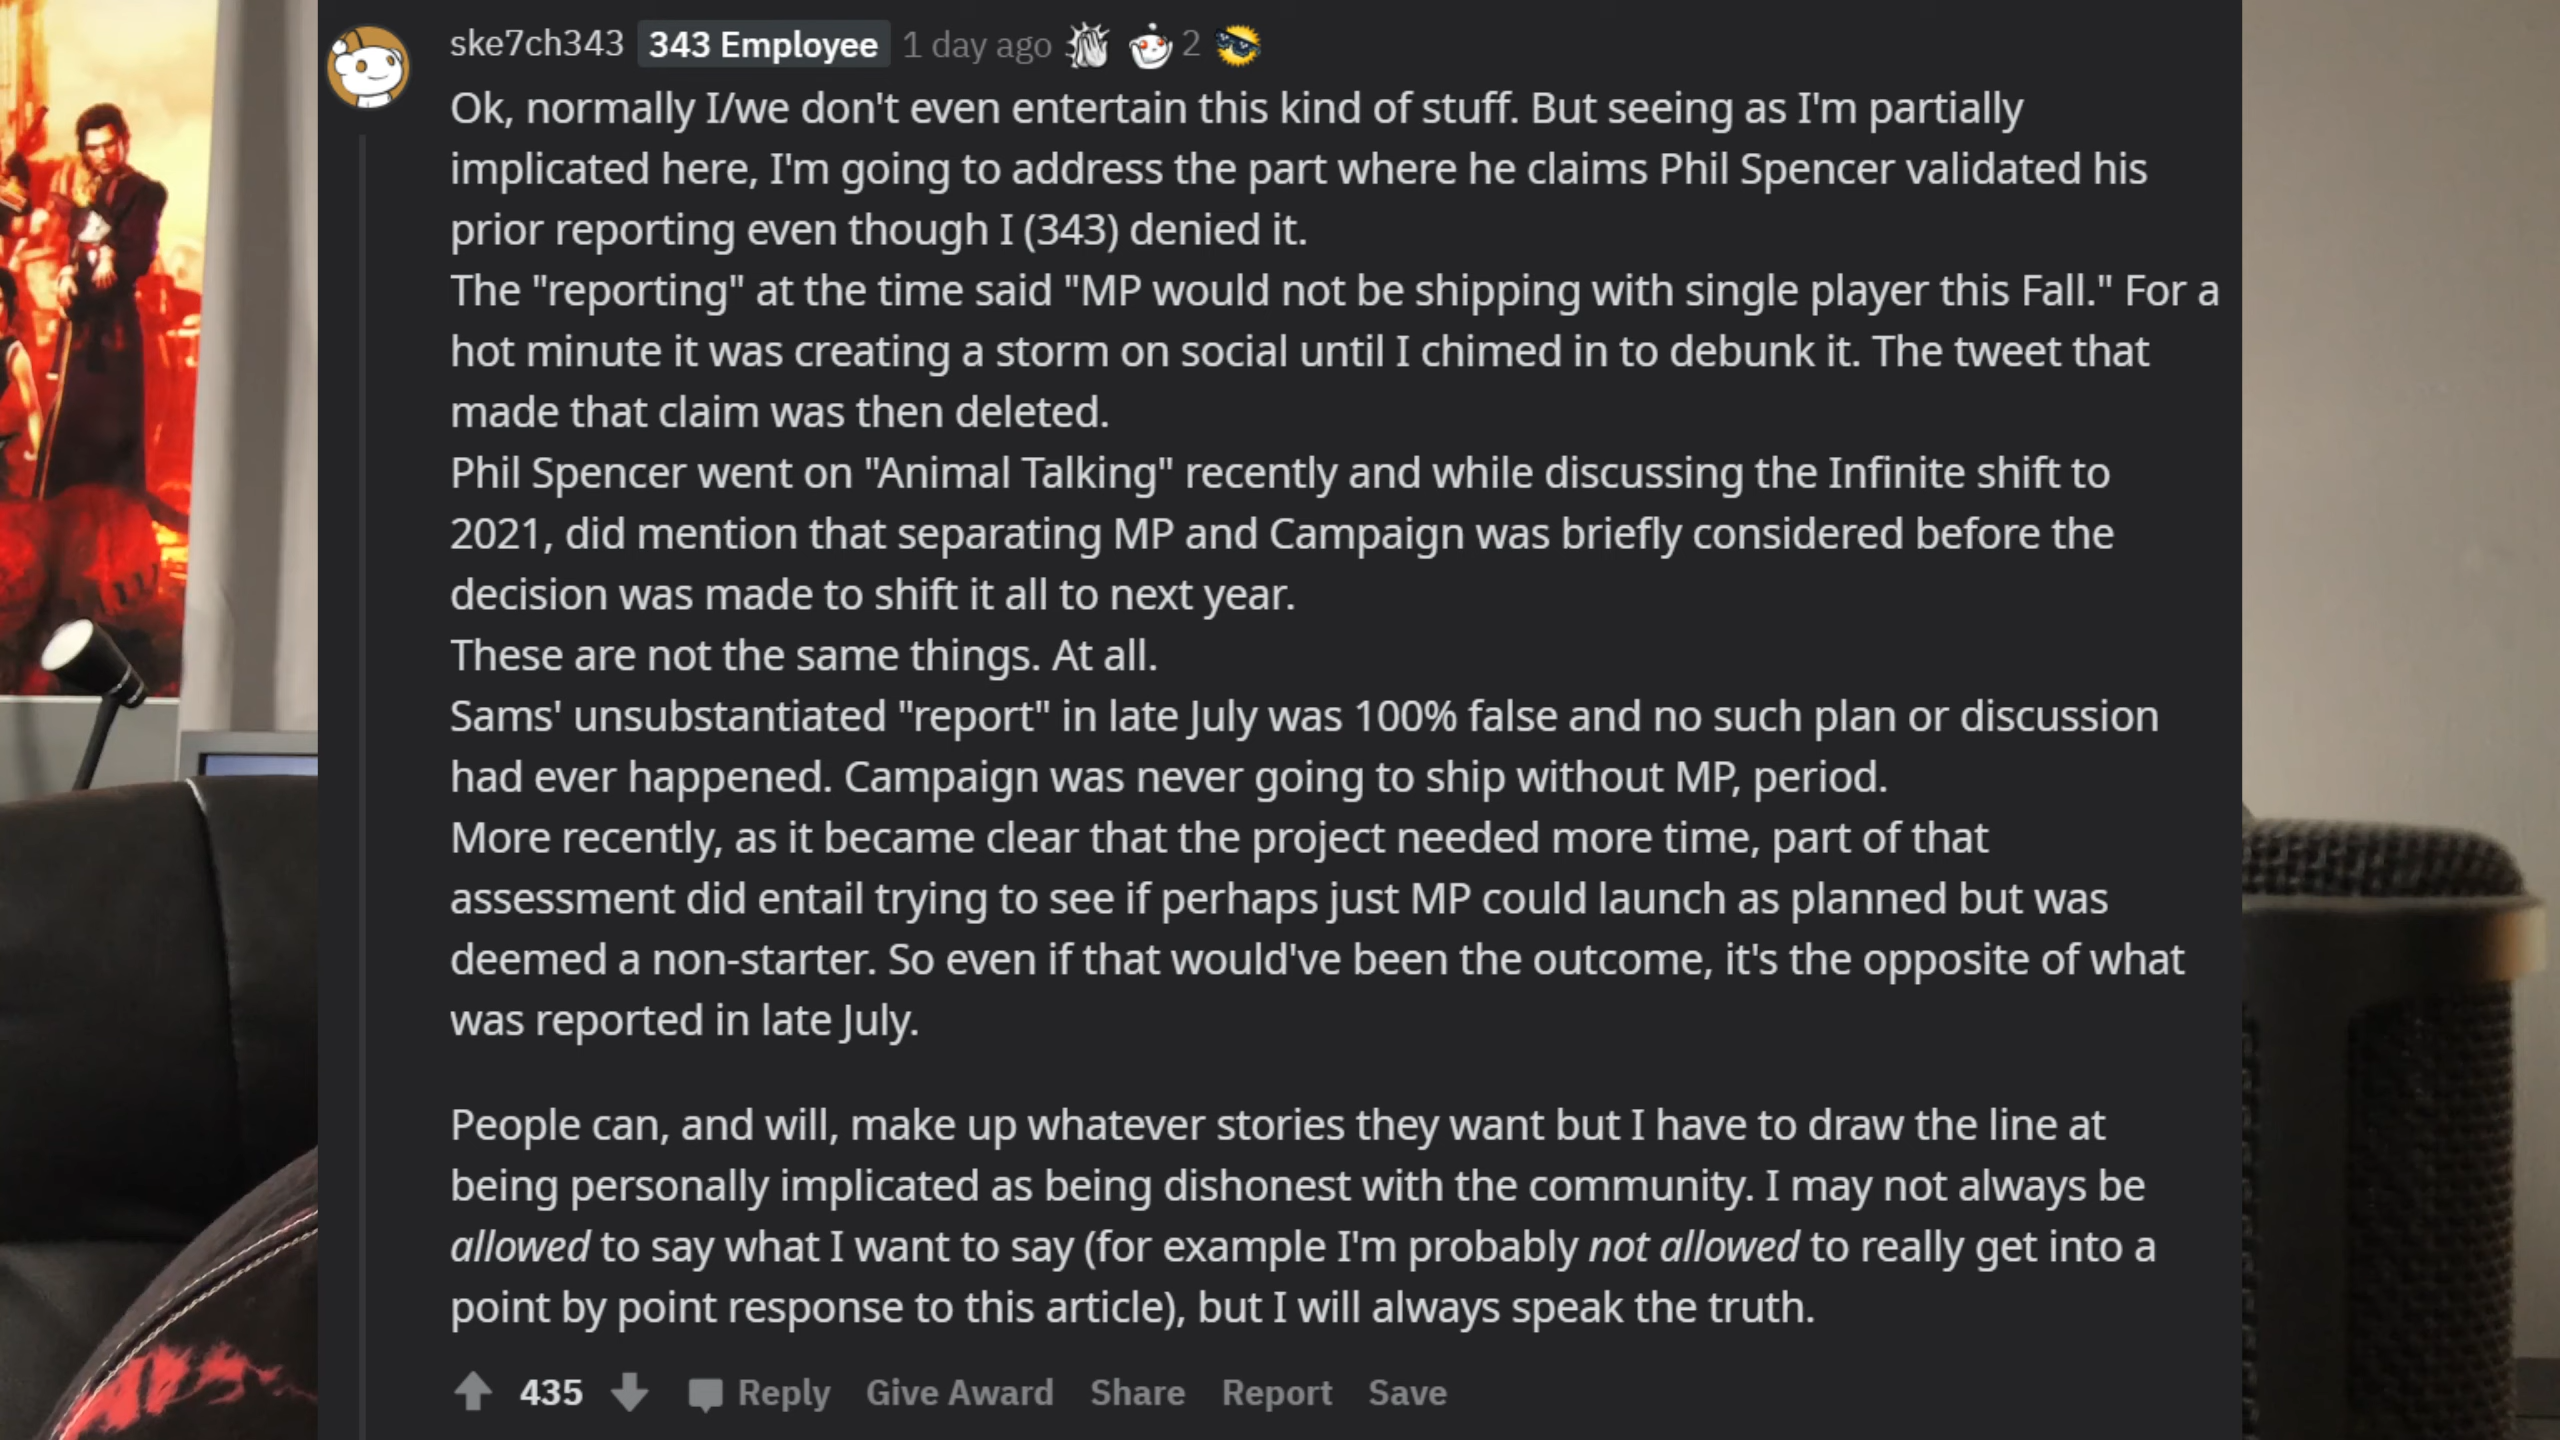 ske7ch343 343 Employee 1 day ago 2
Ok, normally I/we don't even entertain this kind of stuff. But seeing as I'm partially
implicated here, I'm going to address the part where he claims Phil Spencer validated his
prior reporting even though I (343) denied it.
The "reporting" at the time said "MP would not be shipping with single player this Fall." For a
hot minute it was creating a storm on social until I chimed in to debunk it. The tweet that
made that claim was then deleted.
Phil Spencer went on "Animal Talking" recently and while discussing the Infinite shift to
2021, did mention that separating MP and Campaign was briefly considered before the
decision was made to shift it all to next year.
These are not the same things. At all.
Sams' unsubstantiated "report" in late July was 100% false and no such plan or discussion
had ever happened. Campaign was never going to ship without MP, period.
More recently, as it became clear that the project needed more time, part of that
assessment did entail trying to see if perhaps just MP could launch as planned but was
deemed a non-starter. So even if that would've been the outcome, it's the opposite of what
was reported in late July.
People can, and will, make up whatever stories they want but I have to draw the line at
being personally implicated as being dishonest with the community. I may not always be
allowed to say what I want to say (for example I'm probably not allowed to really get into a
point by point response to this article), but I will always speak the truth.
435 Reply Give Award Share Report Save